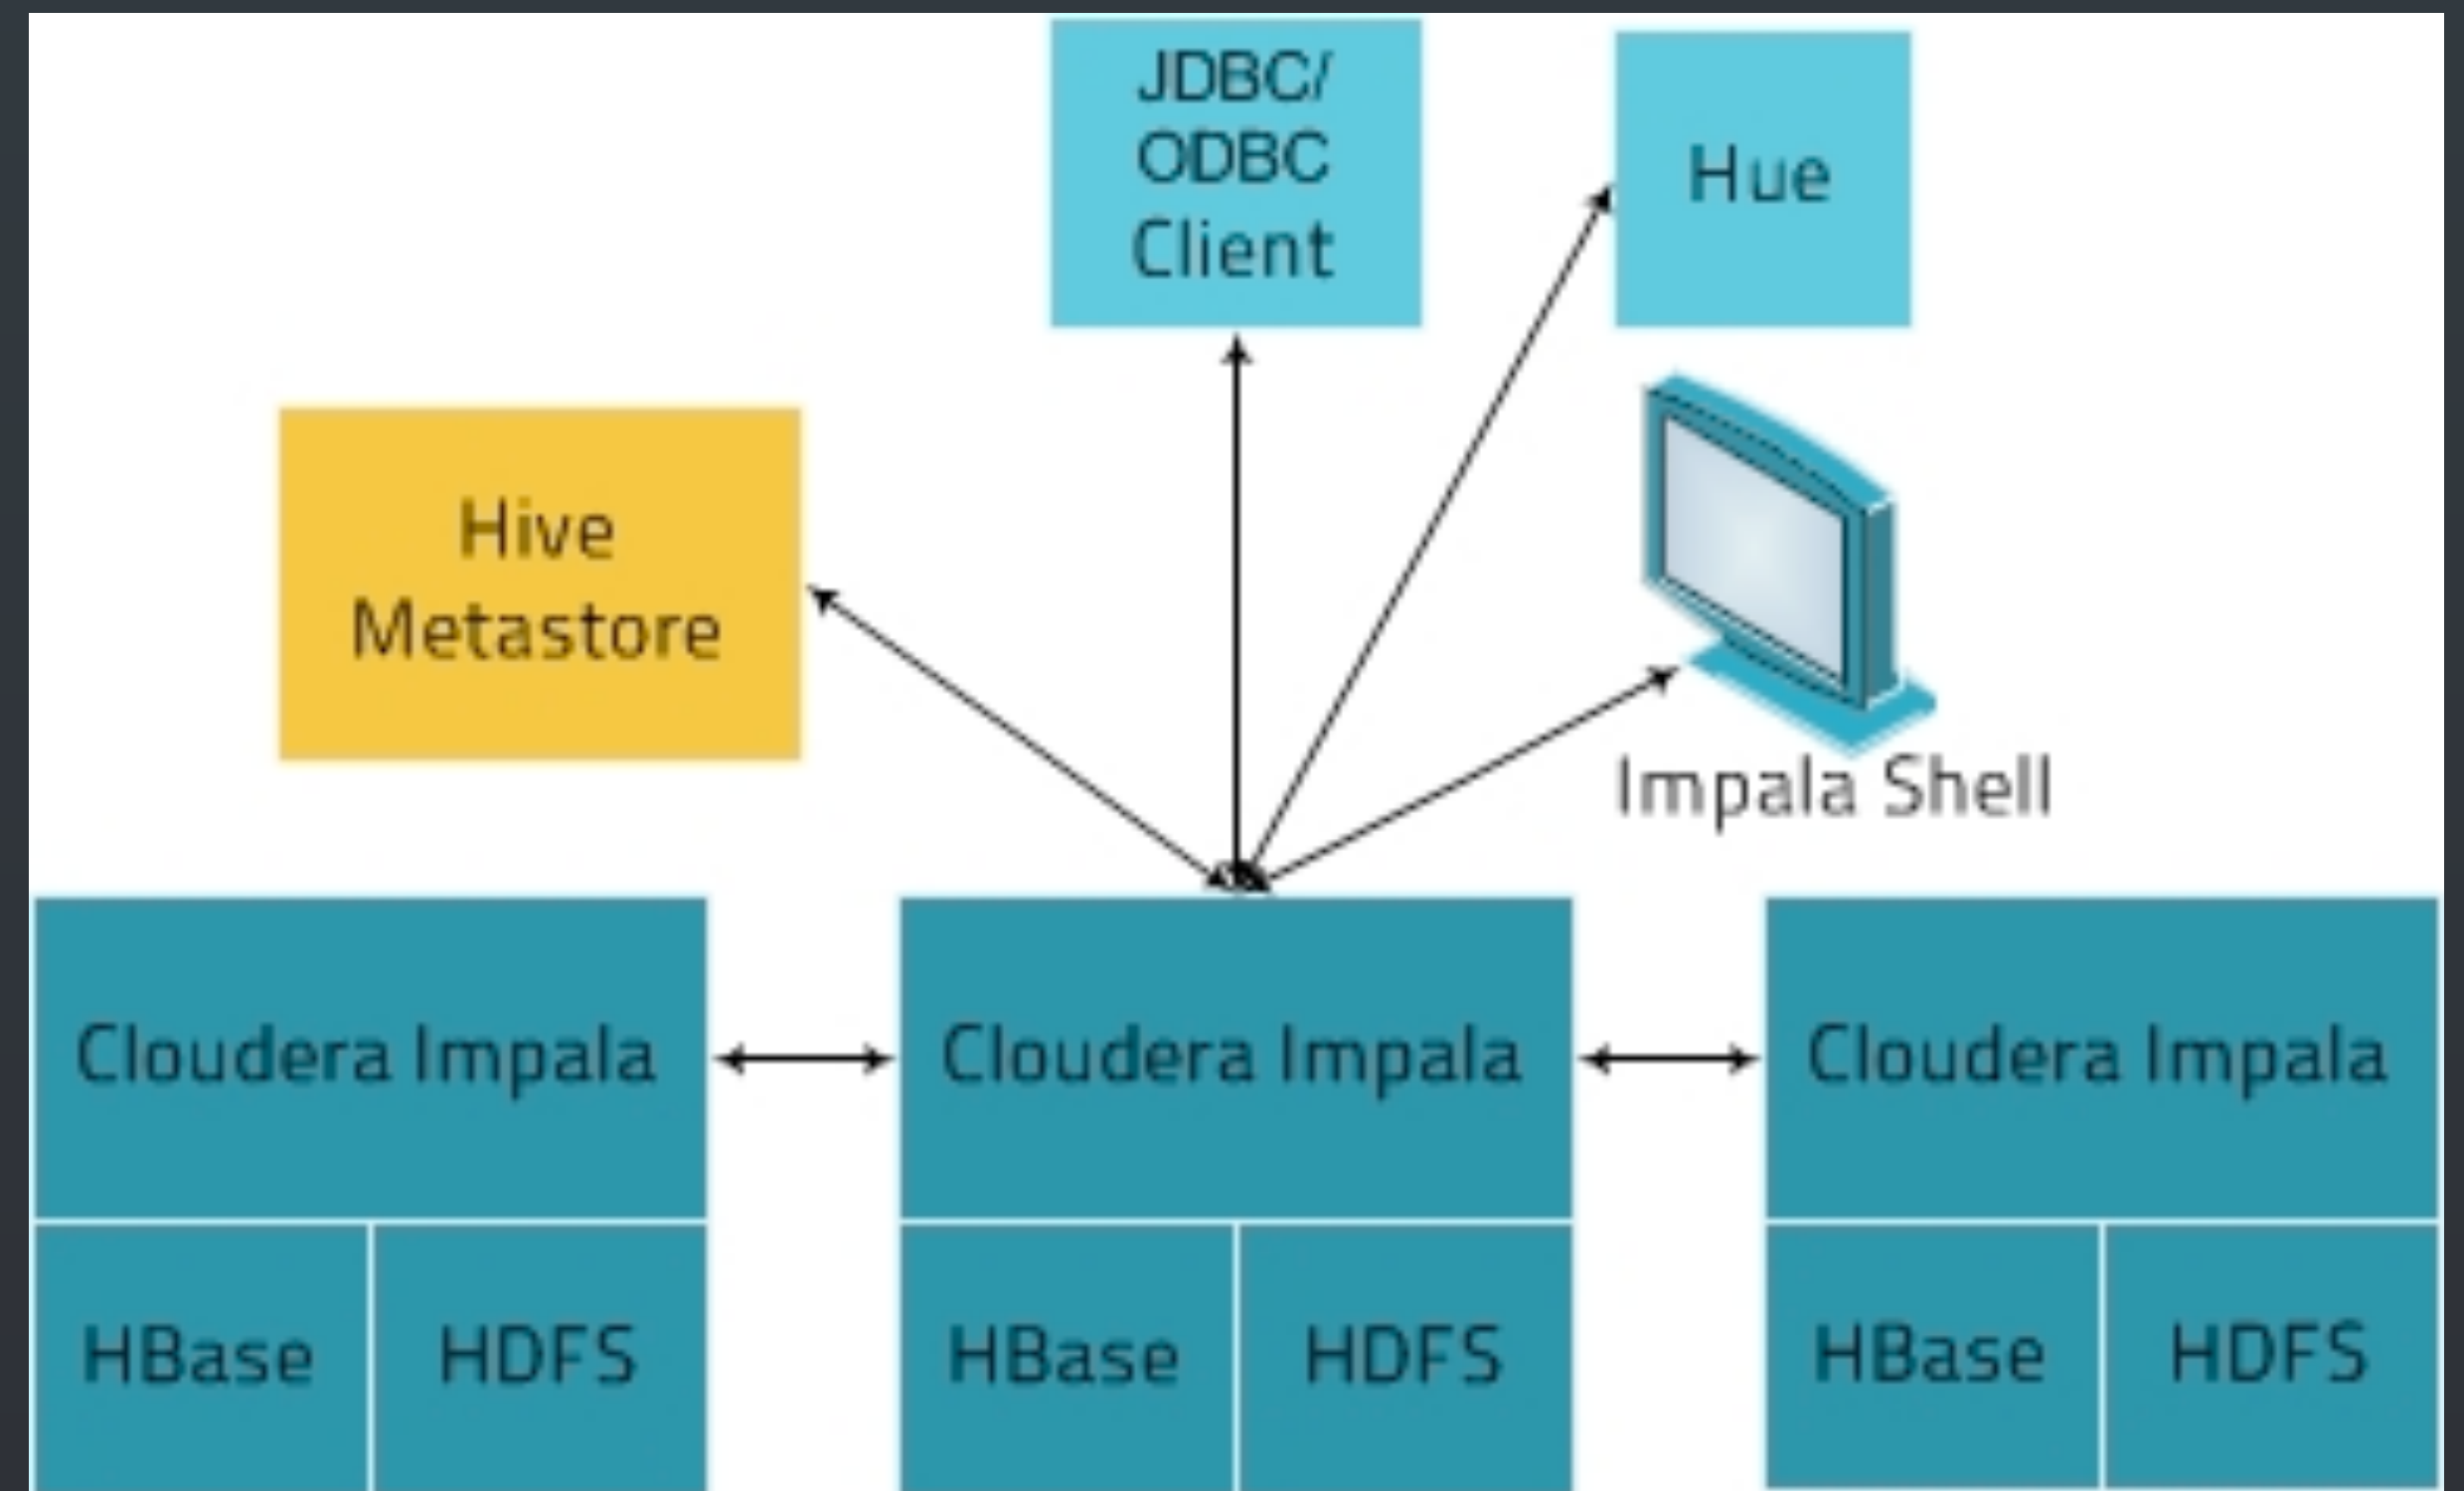 JDBC/
ODBC
Client
Hue
Hive
Metastore
Impala Shell
Cloudera Impala
Cloudera Impala
Cloudera Impala
HBase
HDFS
HBase
HDFS
HBase
HDFS